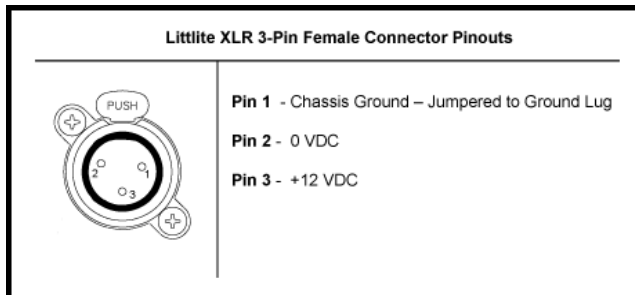 Littlite XLR 3-Pin Female Connector Pinouts
PUSH
2 1
3
Pin 1 - Chassis Ground – Jumpered to Ground Lug
Pin 2 - 0 VDC
Pin 3 - +12 VDC